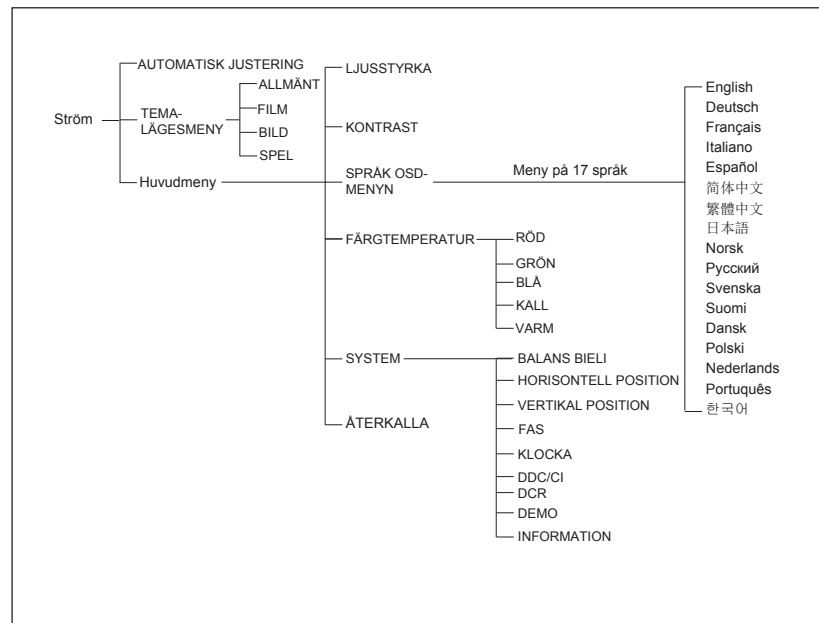 Ström
AUTOMATISK JUSTERING
TEMA-
LÄGESMENY
ALLMÄNT
FILM
BILD
SPEL
Huvudmeny
LJUSSTYRKA
KONTRAST
SPRÅK OSD-
MENYN
Meny på 17 språk
English
Deutsch
Français
Italiano
Español
简体中文
繁體中文
日本語
Norsk
Русский
Svenska
Suomi
Dansk
Polski
Nederlands
Portuquês
한국어
FÄRGTEMPERATUR
RÖD
GRÖN
BLÅ
KALL
VARM
SYSTEM
BALANS BIELI
HORISONTELL POSITION
VERTIKAL POSITION
FAS
KLOCKA
DDC/CI
DCR
DEMO
INFORMATION
ÅTERKALLA